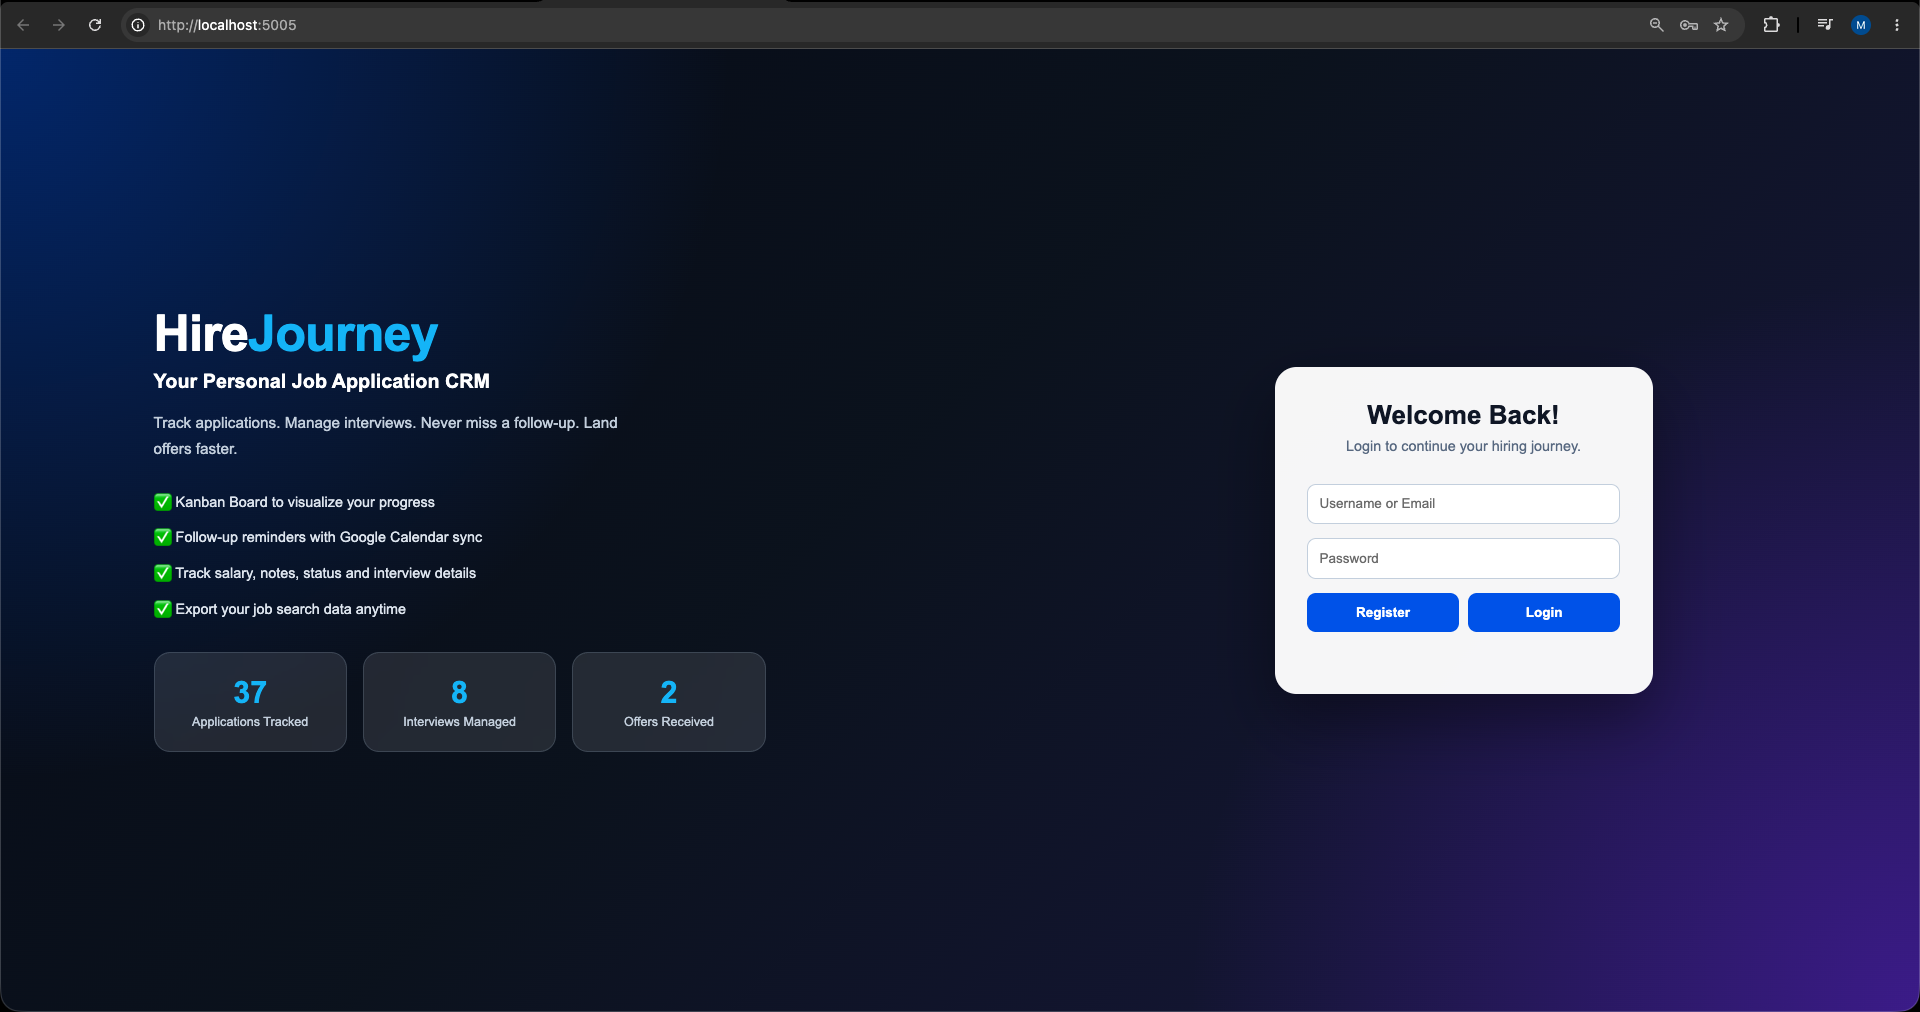 http://localhost:5005
M
HireJourney
Your Personal Job Application CRM
Track applications. Manage interviews. Never miss a follow-up. Land
offers faster.
✅ Kanban Board to visualize your progress
✅ Follow-up reminders with Google Calendar sync
✅ Track salary, notes, status and interview details
✅ Export your job search data anytime
37
Applications Tracked
8
Interviews Managed
2
Offers Received
Welcome Back!
Login to continue your hiring journey.
Username or Email
Password
Register
Login